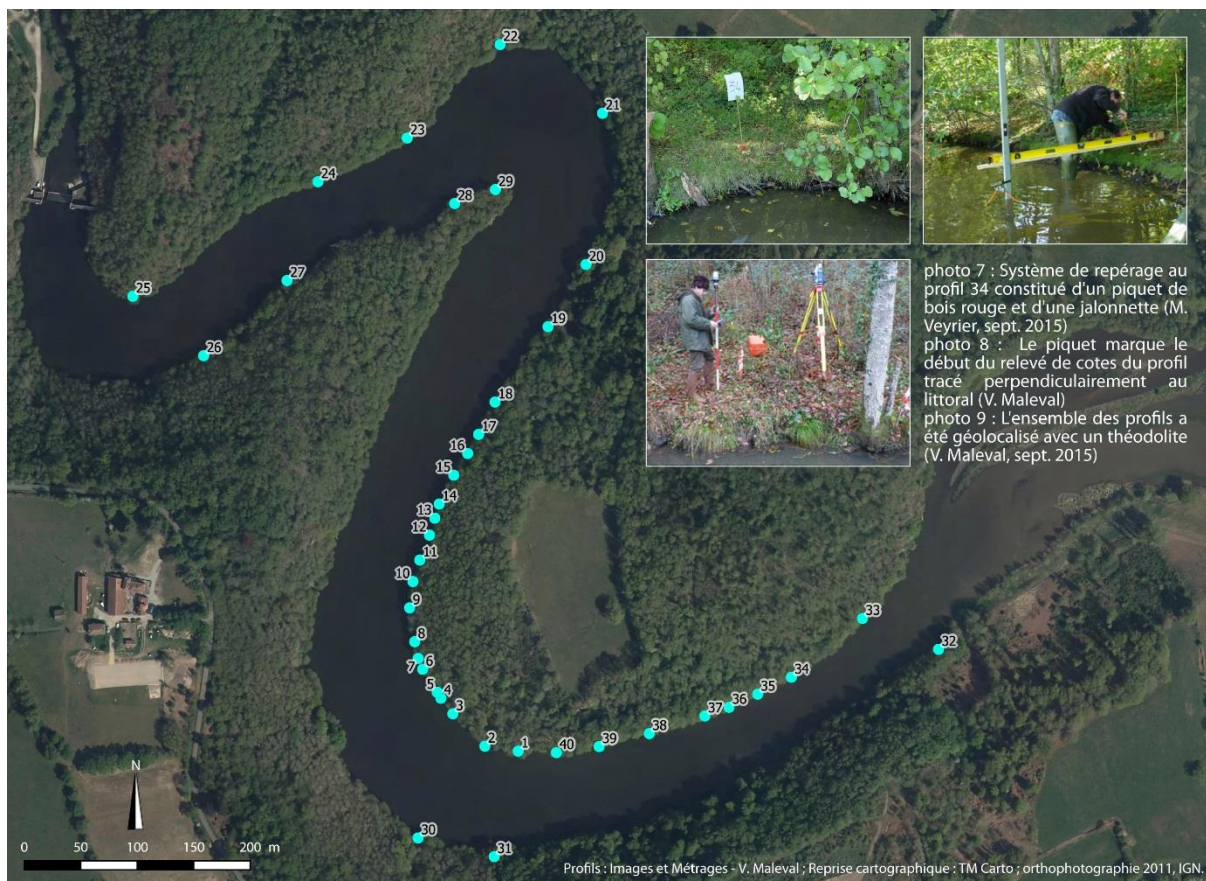 22
21
23
24
29
28
20
27
25
19
26
18
17
16
15
14
13
12
11
10
9
8
6
7
5
4
3
2
1
40
39
38
37
36
35
34
33
32
30
31
34
photo 7 : Système de repérage au
profil 34 constitué d'un piquet de
bois rouge et d'une jalonnette (M.
Veyrier, sept. 2015)
photo 8 : Le piquet marque le
début du relevé de cotes du profil
tracé perpendiculairement au
littoral (V. Maleval)
photo 9 : L'ensemble des profils a
été géolocalisé avec un théodolite
(V. Maleval, sept. 2015)
N
0 50 100 150 200 m
Profils : Images et Métrages - V. Maleval ; Reprise cartographique : TM Carto ; orthophotographie 2011, IGN.